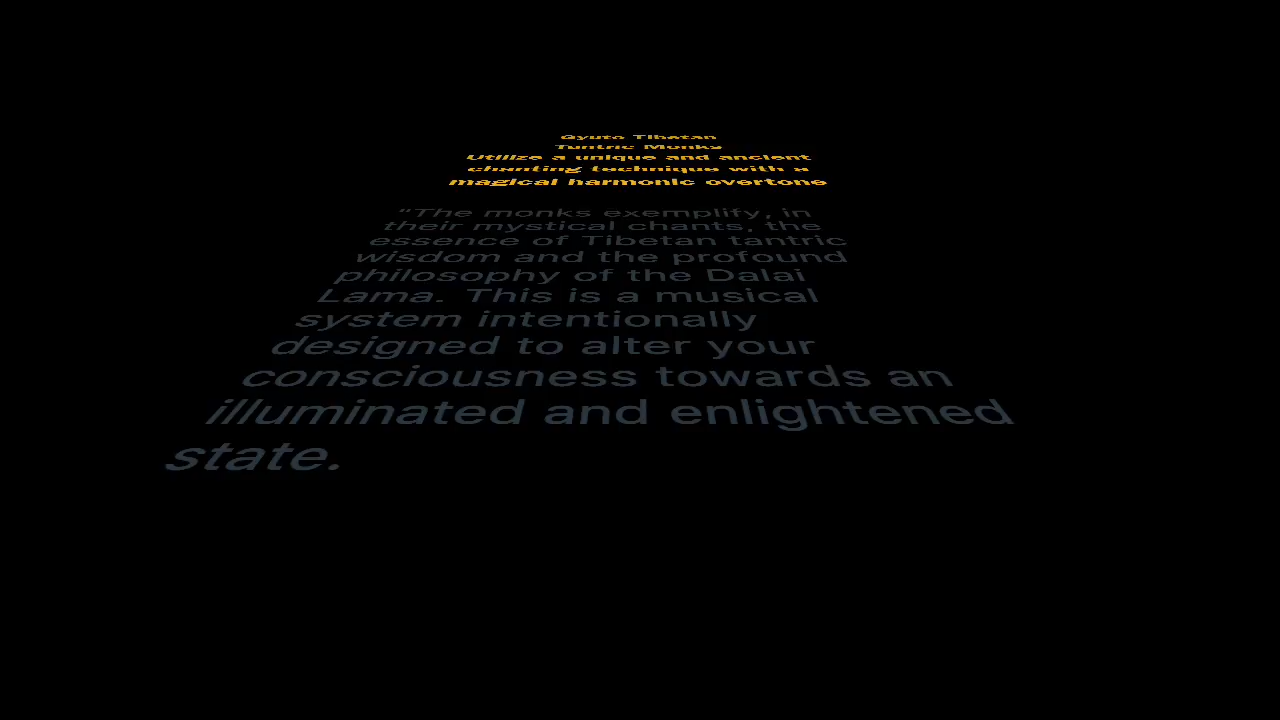 Gyuto Tibetan
Tantric Monks
Utilize a unique and ancient
chanting technique with a
magical harmonic overtone
"The monks exemplify, in
their mystical chants, the
essence of Tibetan tantric
wisdom and the profound
philosophy of the Dalai
Lama. This is a musical
system intentionally
designed to alter your
consciousness towards an
illuminated and enlightened
state.